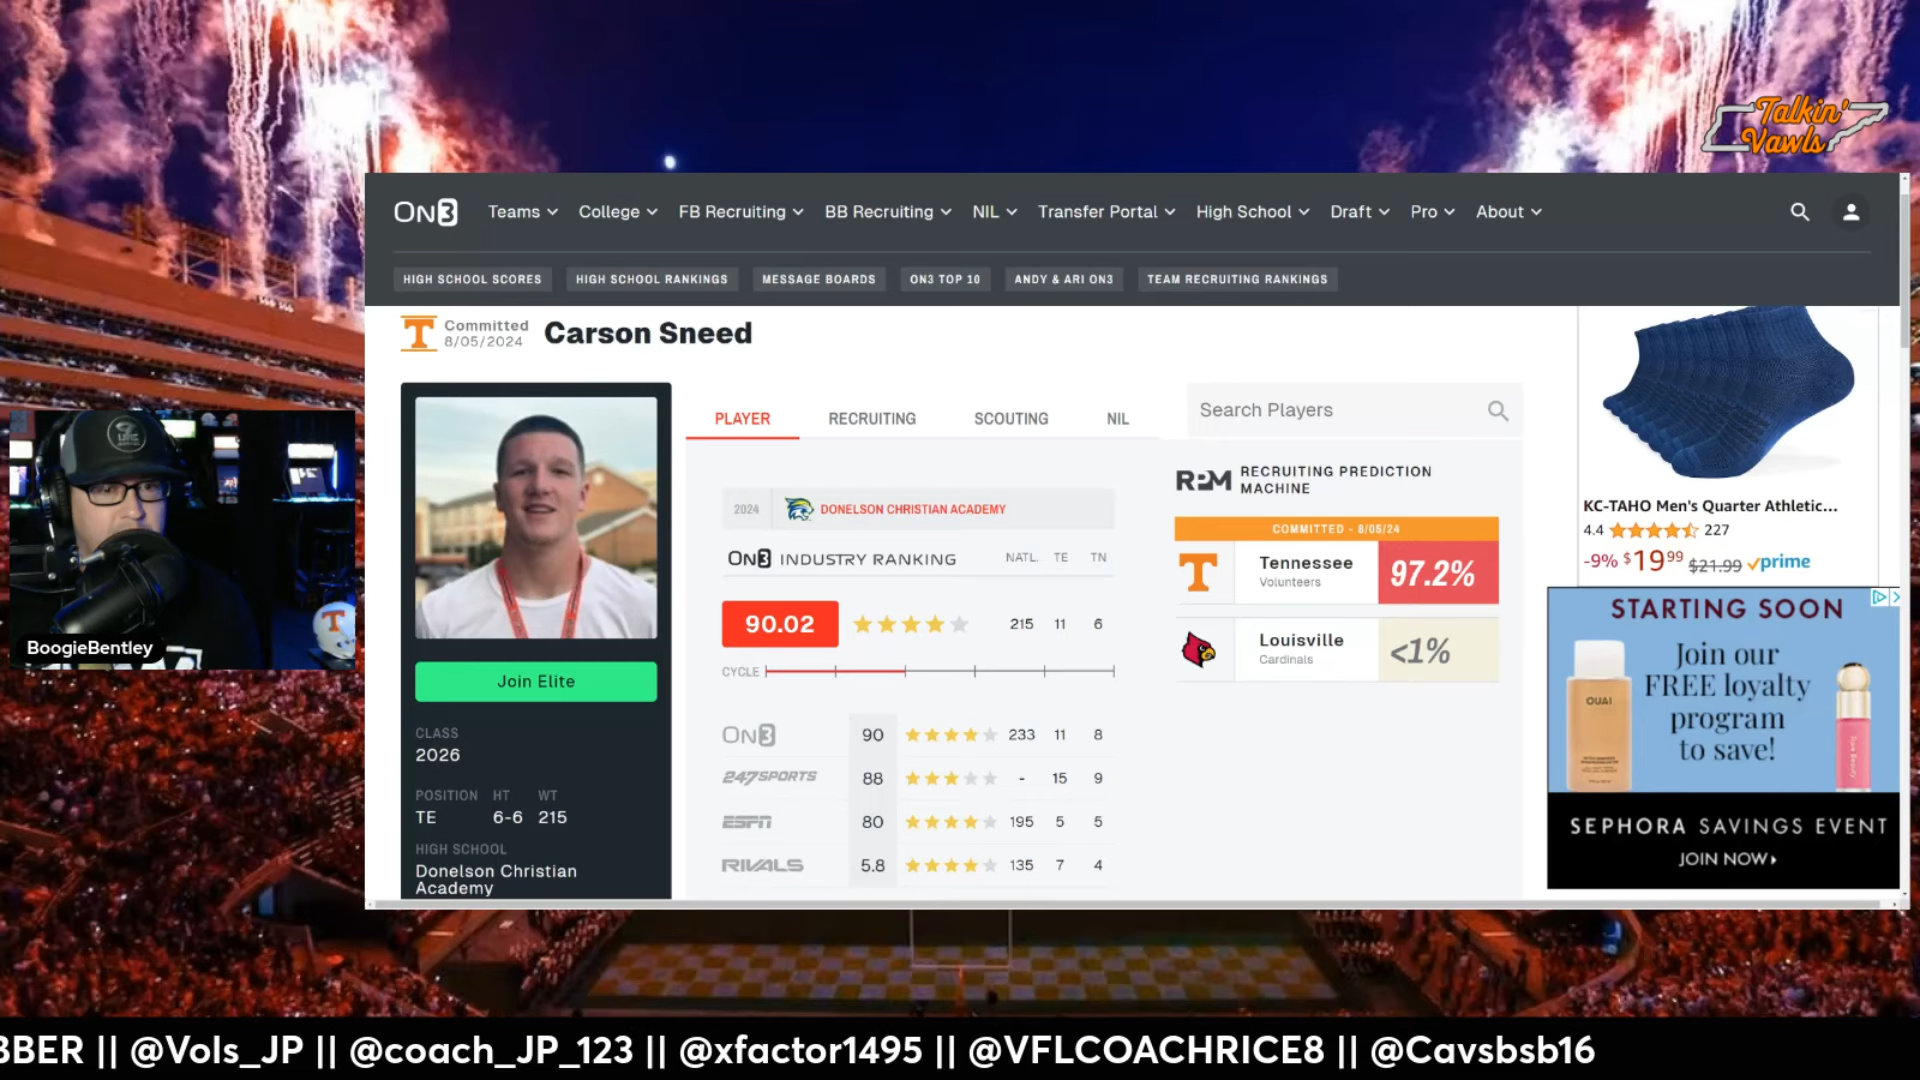 Talkin'
Vawls
ON3 Teams College FB Recruiting BB Recruiting NIL Transfer Portal High School Draft Pro About
HIGH SCHOOL SCORES HIGH SCHOOL RANKINGS MESSAGE BOARDS ON3 TOP 10 ANDY & ARI ON3 TEAM RECRUITING RANKINGS
T Committed
8/05/2024
Carson Sneed
PLAYER RECRUITING SCOUTING NIL
Search Players
2024 DONELSON CHRISTIAN ACADEMY
ON3 INDUSTRY RANKING NATL. TE TN
90.02 215 11 6
CYCLE
ON3 90 233 11 8
247SPORTS 88 - 15 9
ESPN 80 195 5 5
RIVALS 5.8 135 7 4
Join Elite
CLASS
2026
POSITION HT WT
TE 6-6 215
HIGH SCHOOL
Donelson Christian
Academy
RPM RECRUITING PREDICTION
MACHINE
COMMITTED - 8/05/24
T Tennessee
Volunteers
97.2%
Louisville
Cardinals
<1%
KC-TAHO Men's Quarter Athletic...
4.4 227
-9% $19.99 $21.99 prime
STARTING SOON
Join our
FREE loyalty
program
to save!
OUAI
SEPHORA SAVINGS EVENT
JOIN NOW
BoogieBentley
BBER || @Vols_JP || @coach_JP_123 || @xfactor1495 || @VFLCOACHRICE8 || @Cavsbsb16